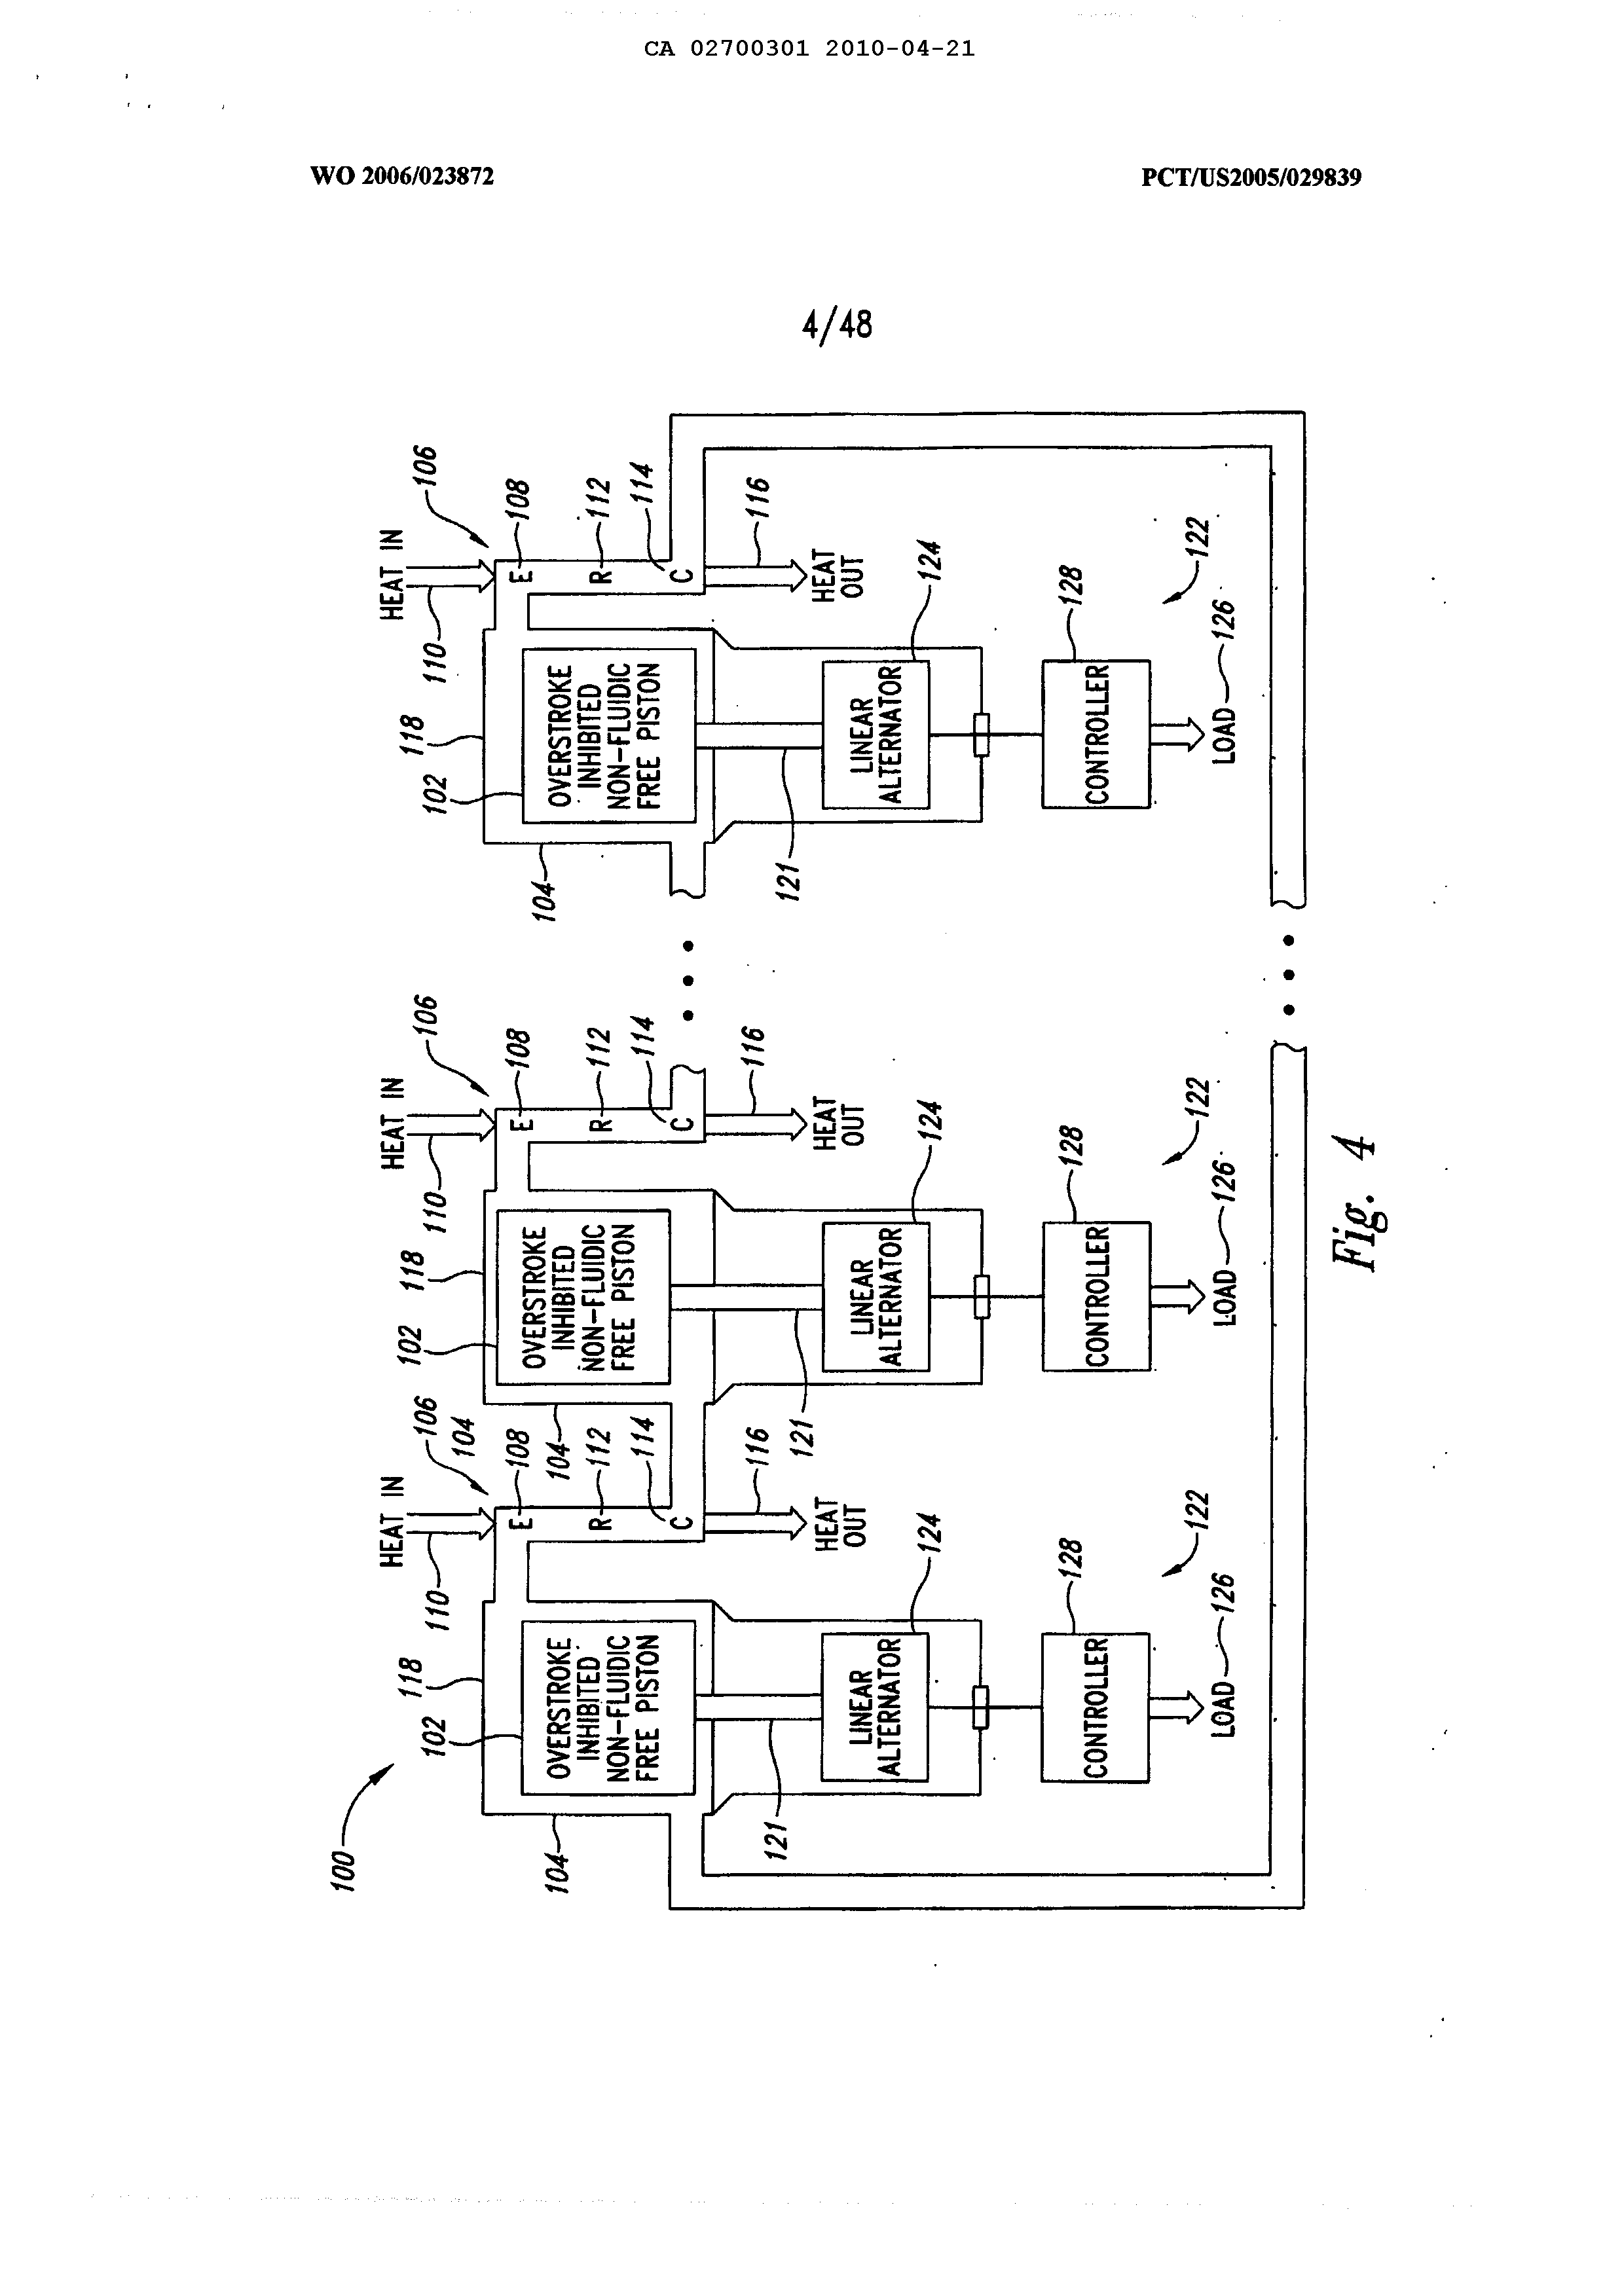 CA 02700301 2010-04-21
WO 2006/023872
PCT/US2005/029839
4/48
100
HEAT IN
HEAT IN
HEAT IN
110
106
104
110
106
110
106
118
118
118
102
102
102
108
108
108
E
E
E
104
104
104
112
112
112
R
R
R
114
114
114
C
C
C
OVERSTROKE
INHIBITED
NON-FLUIDIC
FREE PISTON
OVERSTROKE
INHIBITED
NON-FLUIDIC
FREE PISTON
OVERSTROKE
INHIBITED
NON-FLUIDIC
FREE PISTON
116
116
116
HEAT
OUT
HEAT
OUT
HEAT
OUT
121
121
121
LINEAR
ALTERNATOR
LINEAR
ALTERNATOR
LINEAR
ALTERNATOR
124
124
124
CONTROLLER
CONTROLLER
CONTROLLER
128
128
128
122
122
122
LOAD 126
LOAD 126
LOAD 126
Fig. 4